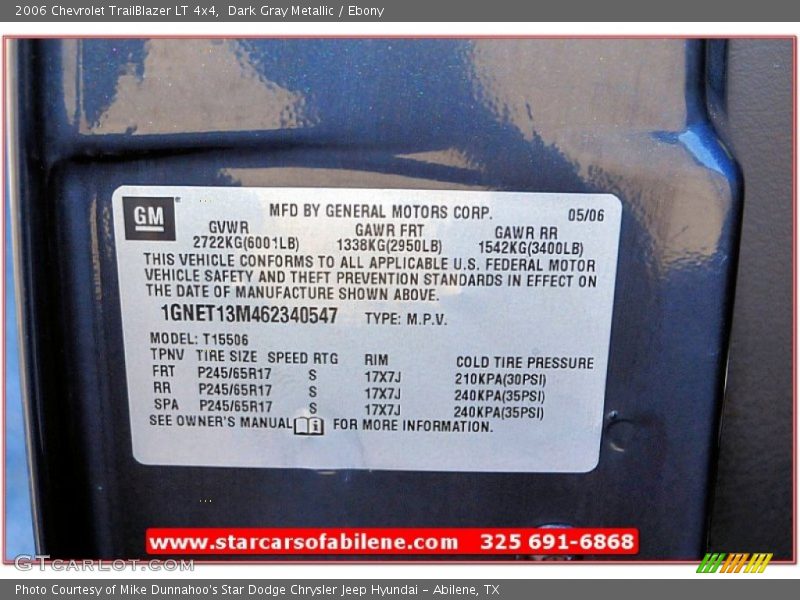 2006 Chevrolet TrailBlazer LT 4x4, Dark Gray Metallic / Ebony
GM
MFD BY GENERAL MOTORS CORP. 05/06
GVWR GAWR FRT GAWR RR
2722KG(6001LB) 1338KG(2950LB) 1542KG(3400LB)
THIS VEHICLE CONFORMS TO ALL APPLICABLE U.S. FEDERAL MOTOR
VEHICLE SAFETY AND THEFT PREVENTION STANDARDS IN EFFECT ON
THE DATE OF MANUFACTURE SHOWN ABOVE.
1GNET13M462340547 TYPE: M.P.V.
MODEL: T15506
TPNV TIRE SIZE SPEED RTG RIM COLD TIRE PRESSURE
FRT P245/65R17 S 17X7J 210KPA(30PSI)
RR P245/65R17 S 17X7J 240KPA(35PSI)
SPA P245/65R17 S 17X7J 240KPA(35PSI)
SEE OWNER'S MANUAL i FOR MORE INFORMATION.
www.starcarsofabilene.com 325 691-6868
GTcarlot.com
Photo Courtesy of Mike Dunnahoo's Star Dodge Chrysler Jeep Hyundai - Abilene, TX